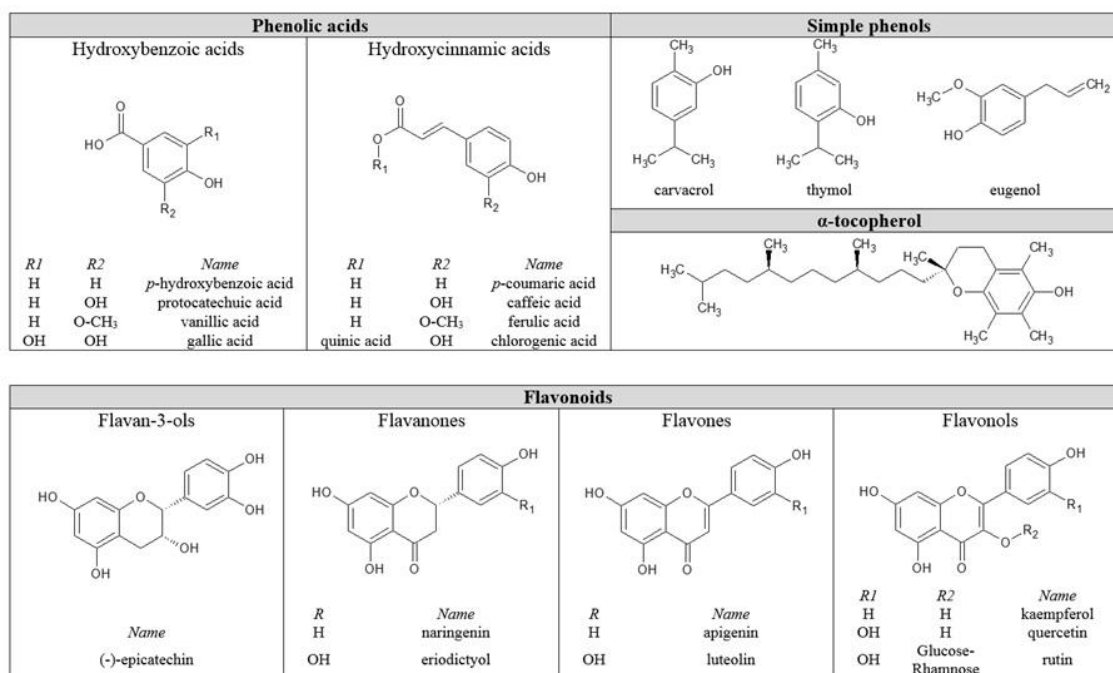 Phenolic acids
Simple phenols
Hydroxybenzoic acids
Hydroxycinnamic acids
O
HO
R1
OH
R2
O
O
R1
OH
R2
CH3
OH
H3C
CH3
carvacrol
CH3
OH
H3C
CH3
thymol
H3C
O
HO
CH2
eugenol
R1 R2 Name
H H p-hydroxybenzoic acid
H OH protocatechuic acid
H O-CH3 vanillic acid
OH OH gallic acid
R1 R2 Name
H H p-coumaric acid
H OH caffeic acid
H O-CH3 ferulic acid
quinic acid OH chlorogenic acid
α-tocopherol
CH3
CH3
H3C
CH3
H3C
O
CH3
OH
CH3
CH3
Flavonoids
Flavan-3-ols
Flavanones
Flavones
Flavonols
OH
OH
HO
O
OH
OH
Name
(-)-epicatechin
OH
HO
O
R1
OH
O
R Name
H naringenin
OH eriodictyol
OH
HO
O
R1
OH
O
R Name
H apigenin
OH luteolin
OH
HO
O
R1
R2
O
OH
O
R1 R2 Name
H H kaempferol
OH H quercetin
OH Glucose-Rhamnose rutin